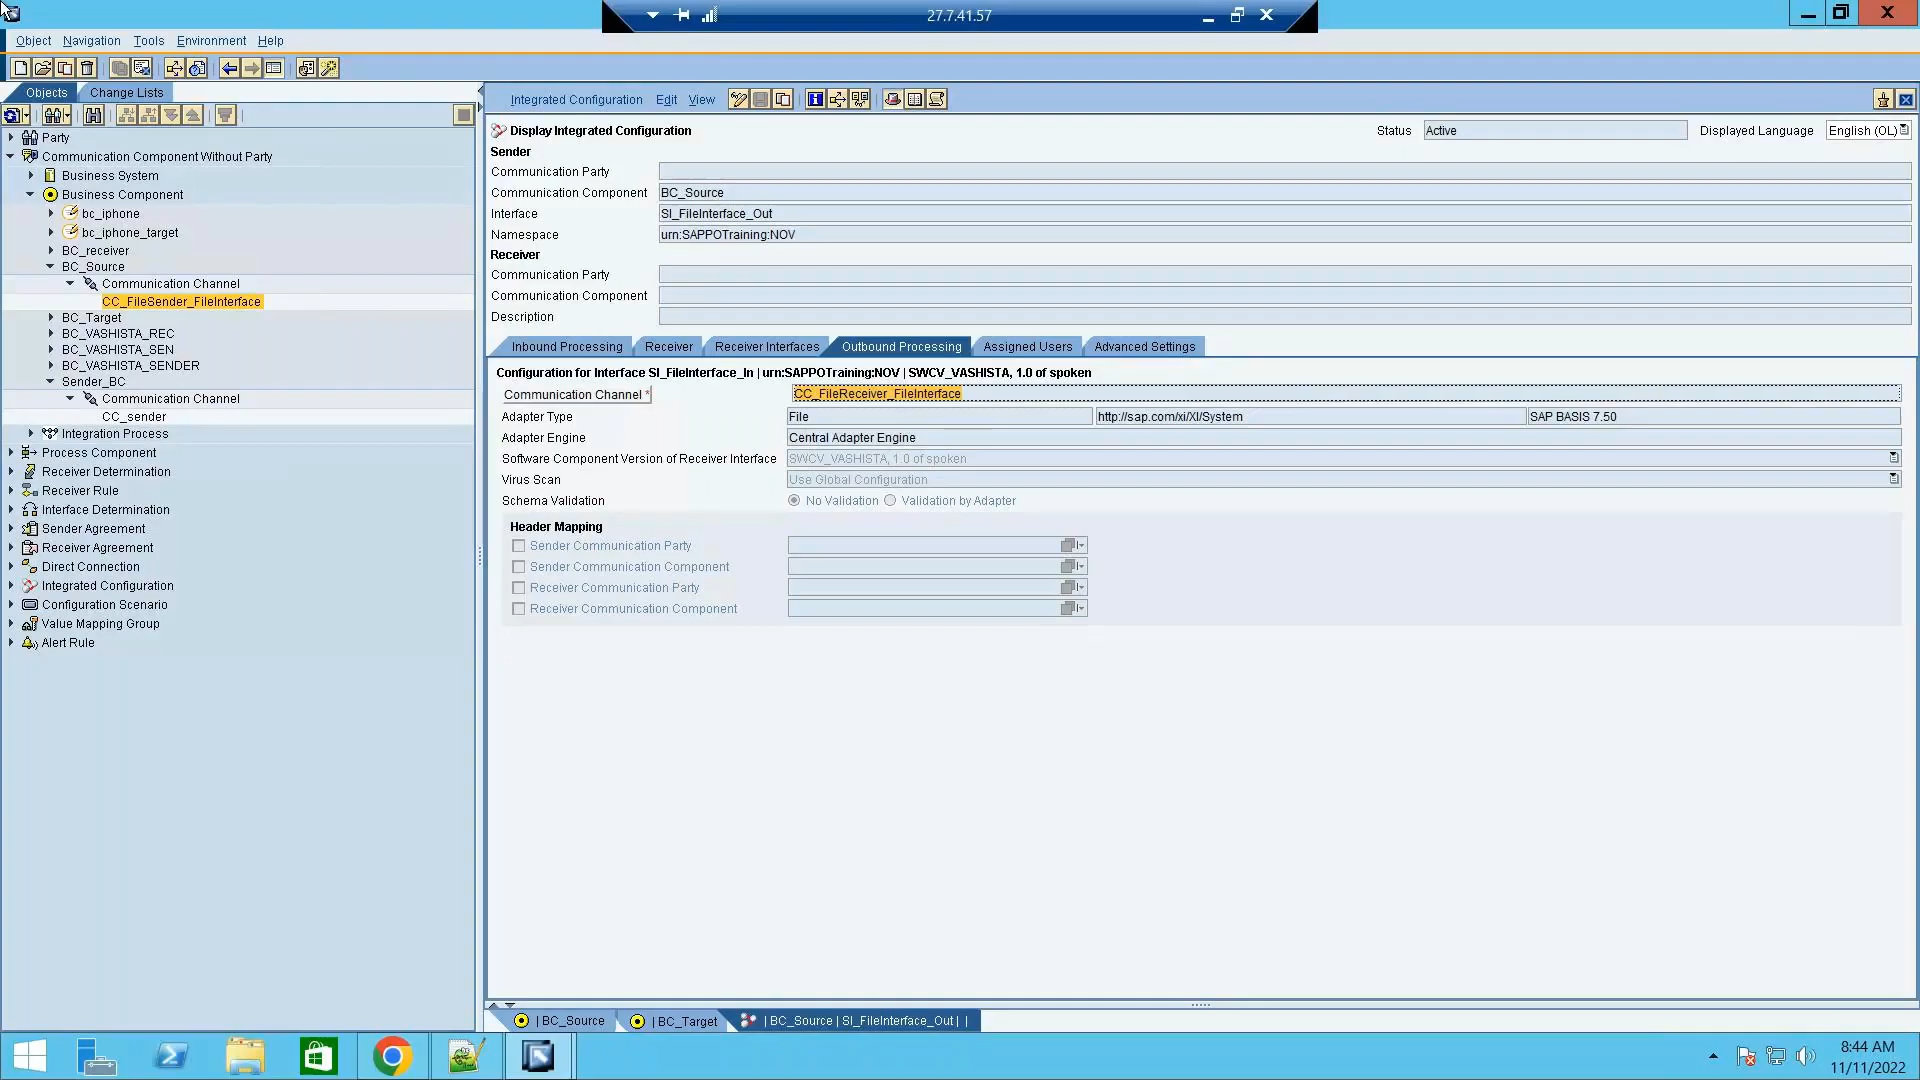 27.7.41.57
Object Navigation Tools Environment Help
Objects Change Lists
Party
Communication Component Without Party
Business System
Business Component
bc_iphone
bc_iphone_target
BC_receiver
BC_Source
Communication Channel
CC_FileSender_FileInterface
BC_Target
BC_VASHISTA_REC
BC_VASHISTA_SEN
BC_VASHISTA_SENDER
Sender_BC
Communication Channel
CC_sender
Integration Process
Process Component
Receiver Determination
Receiver Rule
Interface Determination
Sender Agreement
Receiver Agreement
Direct Connection
Integrated Configuration
Configuration Scenario
Value Mapping Group
Alert Rule
Integrated Configuration Edit View
Display Integrated Configuration Status Active Displayed Language English (OL)
Sender
Communication Party
Communication Component BC_Source
Interface SI_FileInterface_Out
Namespace urn:SAPPOTraining:NOV
Receiver
Communication Party
Communication Component
Description
Inbound Processing Receiver Receiver Interfaces Outbound Processing Assigned Users Advanced Settings
Configuration for Interface SI_FileInterface_In | urn:SAPPOTraining:NOV | SWCV_VASHISTA, 1.0 of spoken
Communication Channel * CC_FileReceiver_FileInterface
Adapter Type File http://sap.com/xi/XI/System SAP BASIS 7.50
Adapter Engine Central Adapter Engine
Software Component Version of Receiver Interface SWCV_VASHISTA, 1.0 of spoken
Virus Scan Use Global Configuration
Schema Validation No Validation Validation by Adapter
Header Mapping
Sender Communication Party
Sender Communication Component
Receiver Communication Party
Receiver Communication Component
| BC_Source | BC_Target | BC_Source | SI_FileInterface_Out | |
8:44 AM
11/11/2022